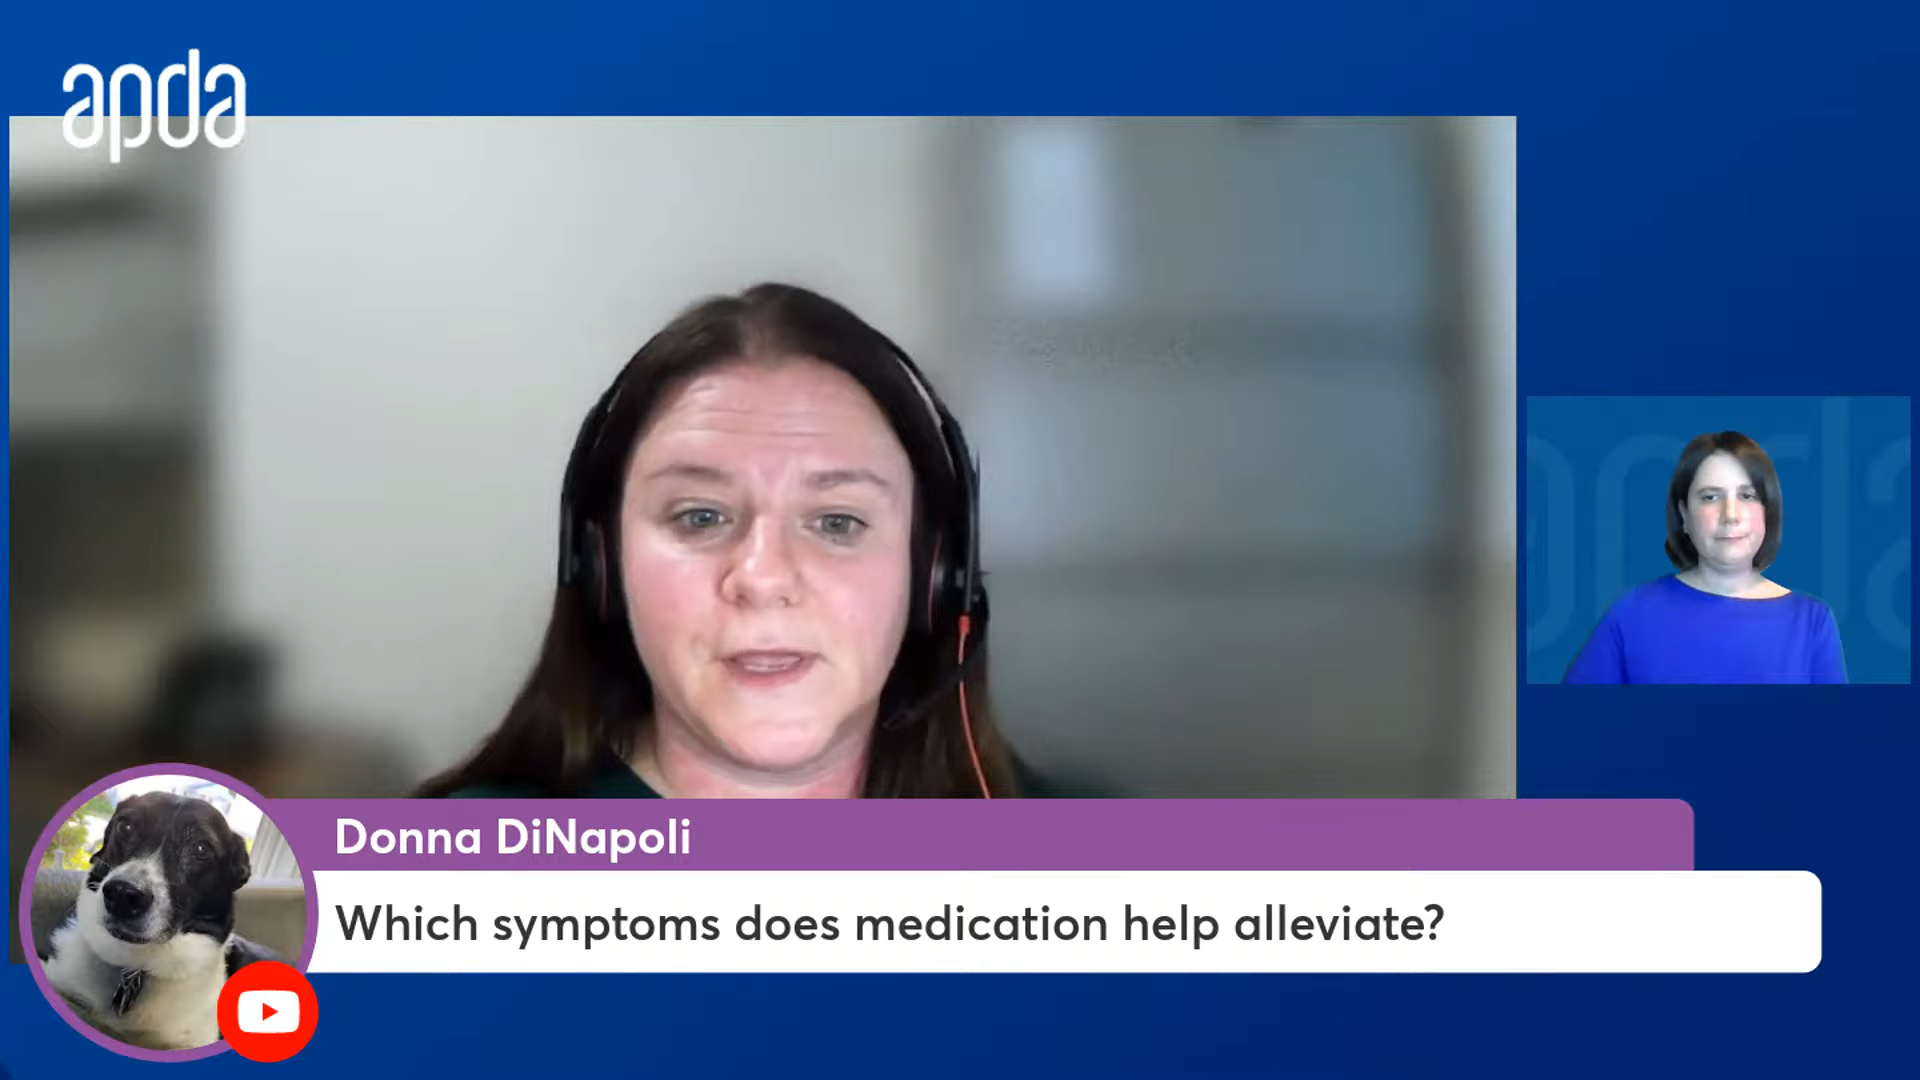 apda
Donna DiNapoli
Which symptoms does medication help alleviate?